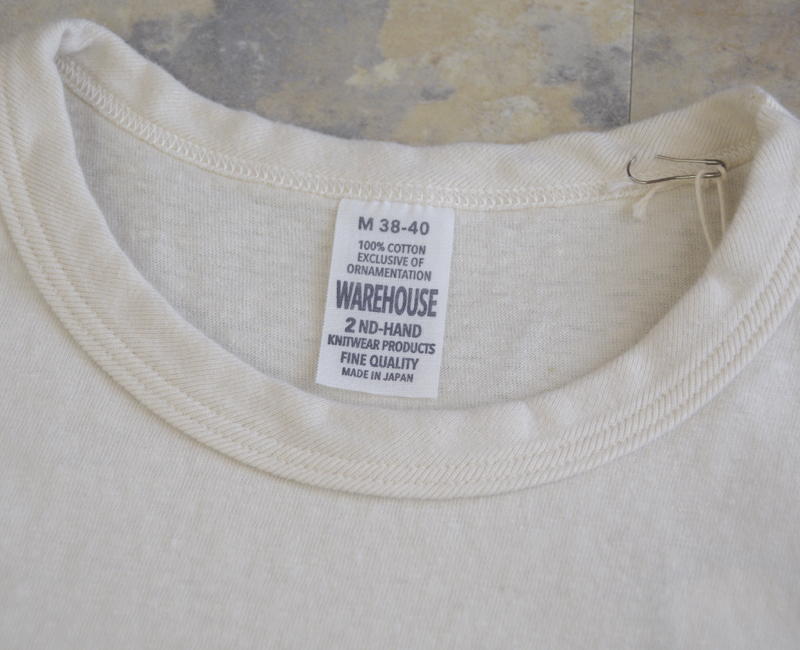 M 38-40
100% COTTON
EXCLUSIVE OF
ORNAMENTATION
WAREHOUSE
2 ND-HAND
KNITWEAR PRODUCTS
FINE QUALITY
MADE IN JAPAN